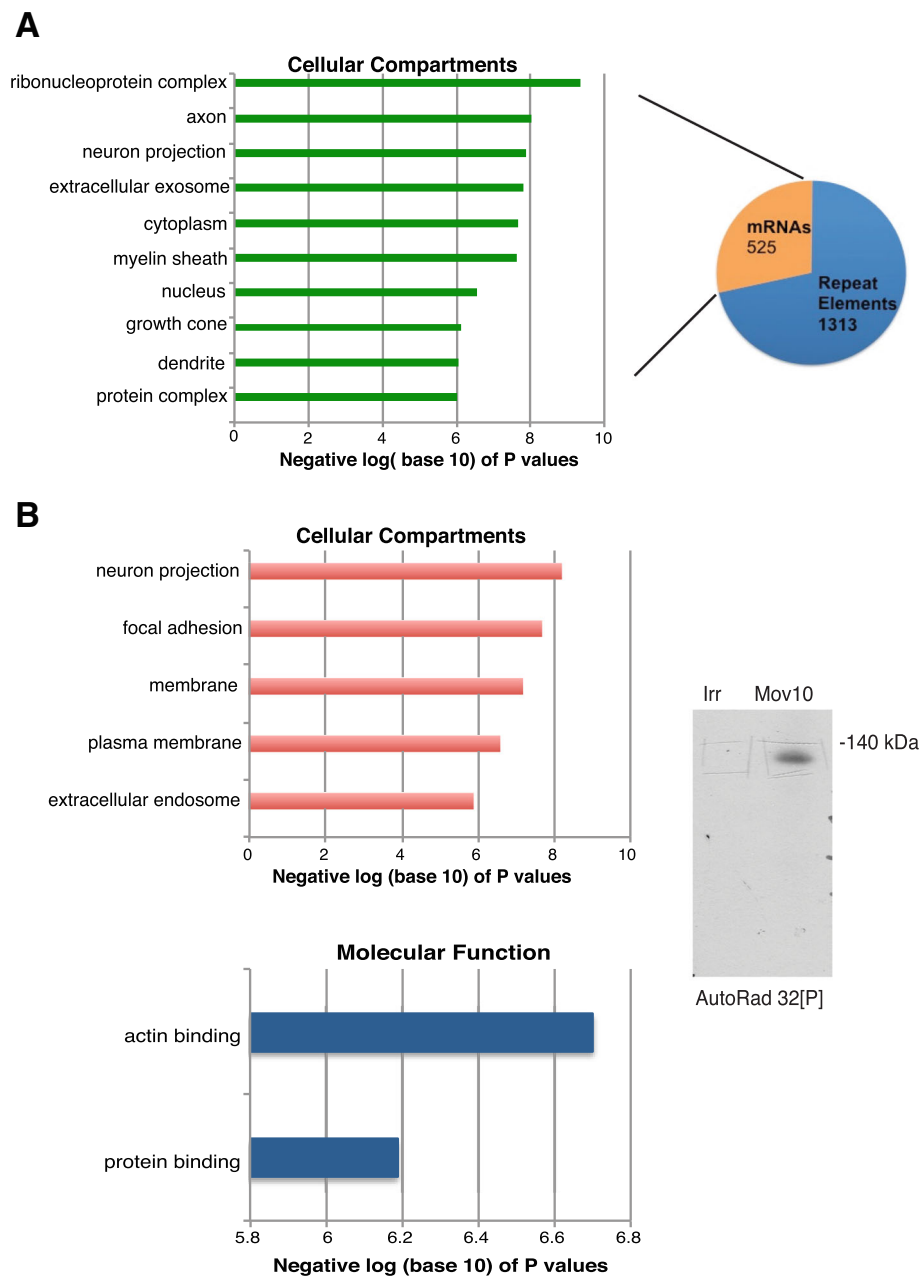 A
Cellular Compartments
ribonucleoprotein complex
axon
neuron projection
extracellular exosome
cytoplasm
myelin sheath
nucleus
growth cone
dendrite
protein complex
0 2 4 6 8 10
Negative log( base 10) of P values
mRNAs
525
Repeat
Elements
1313
B
Cellular Compartments
neuron projection
focal adhesion
membrane
plasma membrane
extracellular endosome
0 2 4 6 8 10
Negative log (base 10) of P values
Irr Mov10
-140 kDa
AutoRad 32[P]
Molecular Function
actin binding
protein binding
5.8 6 6.2 6.4 6.6 6.8
Negative log (base 10) of P values